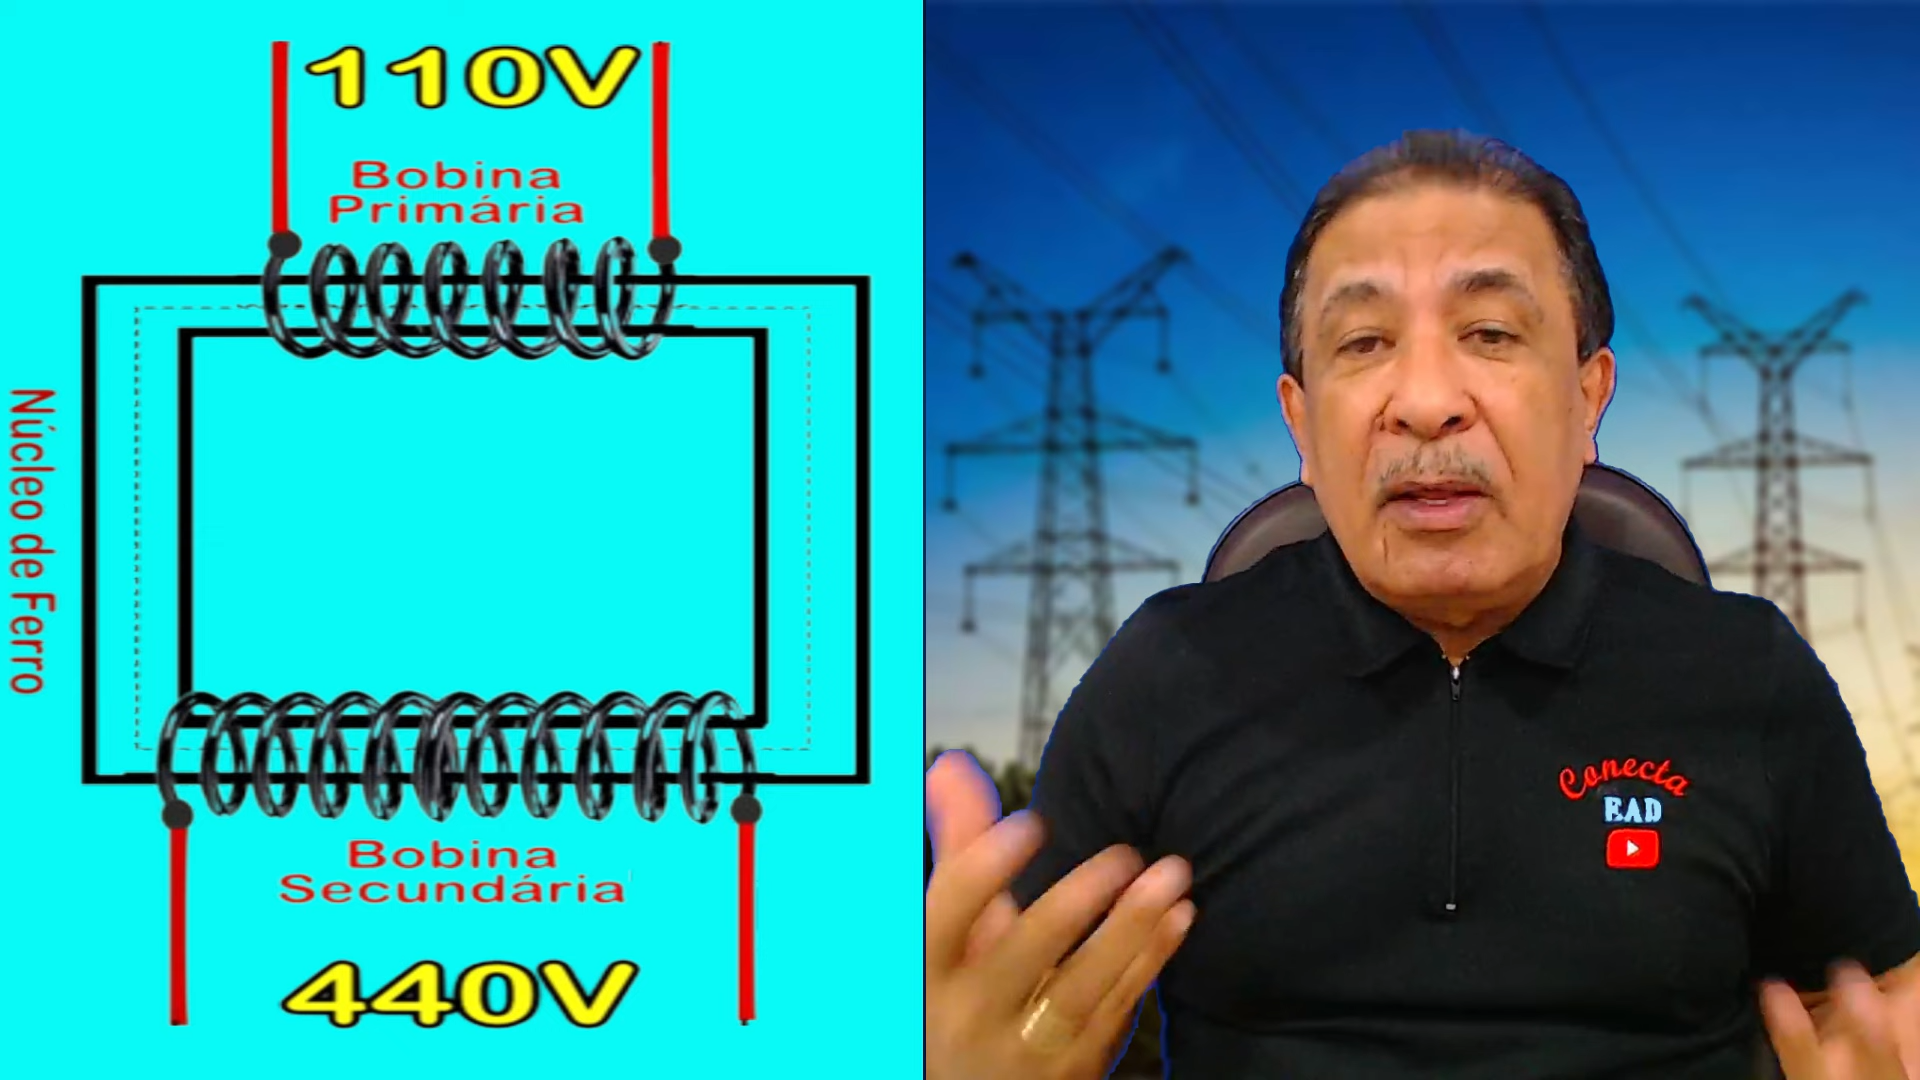 110V
Bobina
Primária
Núcleo de Ferro
Bobina
Secundária
440V
Conecta
EAD